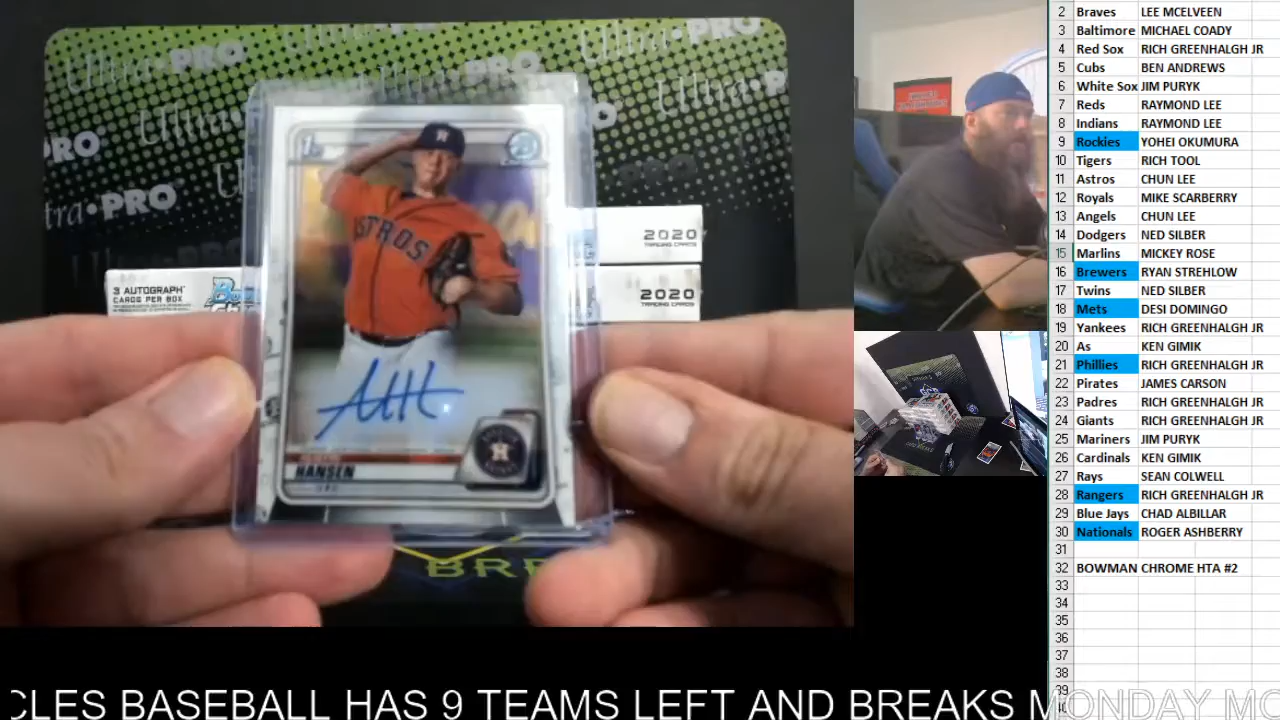 Ultra•PRO
PRO
tra•PRO
1st
ASTROS
HANSEN
2020
TRADING CARDS
2020
TRADING CARDS
3 AUTOGRAPH
CARDS PER BOX
2 Braves LEE MCELVEEN
3 Baltimore MICHAEL COADY
4 Red Sox RICH GREENHALGH JR
5 Cubs BEN ANDREWS
6 White Sox JIM PURYK
7 Reds RAYMOND LEE
8 Indians RAYMOND LEE
9 Rockies YOHEI OKUMURA
10 Tigers RICH TOOL
11 Astros CHUN LEE
12 Royals MIKE SCARBERRY
13 Angels CHUN LEE
14 Dodgers NED SILBER
15 Marlins MICKEY ROSE
16 Brewers RYAN STREHLOW
17 Twins NED SILBER
18 Mets DESI DOMINGO
19 Yankees RICH GREENHALGH JR
20 As KEN GIMIK
21 Phillies RICH GREENHALGH JR
22 Pirates JAMES CARSON
23 Padres RICH GREENHALGH JR
24 Giants RICH GREENHALGH JR
25 Mariners JIM PURYK
26 Cardinals KEN GIMIK
27 Rays SEAN COLWELL
28 Rangers RICH GREENHALGH JR
29 Blue Jays CHAD ALBILLAR
30 Nationals ROGER ASHBERRY
31
32 BOWMAN CHROME HTA #2
33
34
35
36
37
38
39
CLES BASEBALL HAS 9 TEAMS LEFT AND BREAKS MONDAY MO